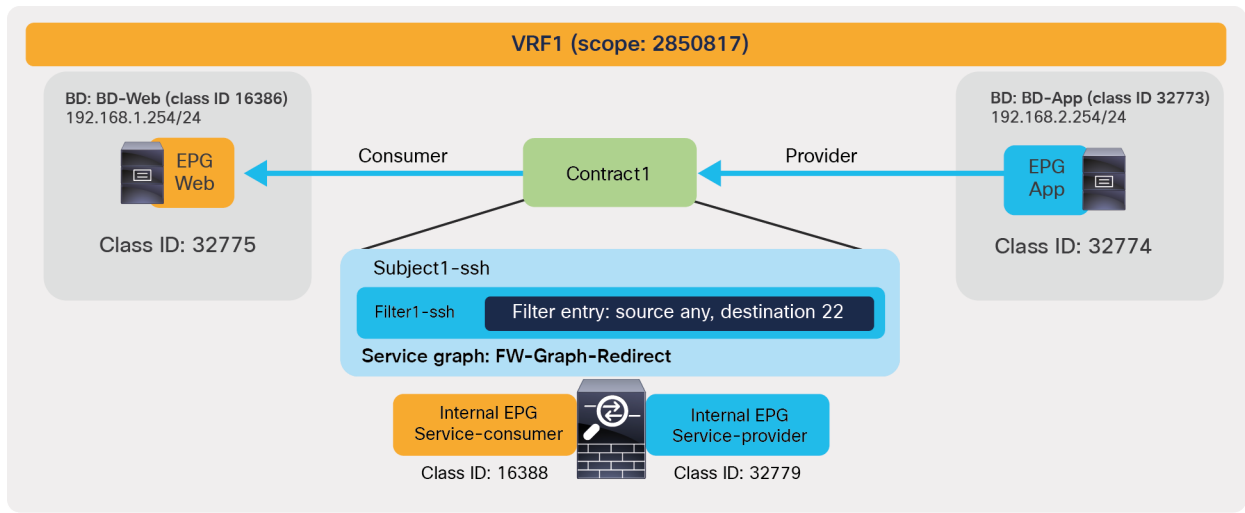 VRF1 (scope: 2850817)
BD: BD-Web (class ID 16386)
192.168.1.254/24
EPG
Web
Class ID: 32775
Consumer
Contract1
Provider
BD: BD-App (class ID 32773)
192.168.2.254/24
EPG
App
Class ID: 32774
Subject1-ssh
Filter1-ssh
Filter entry: source any, destination 22
Service graph: FW-Graph-Redirect
Internal EPG
Service-consumer
Class ID: 16388
Internal EPG
Service-provider
Class ID: 32779